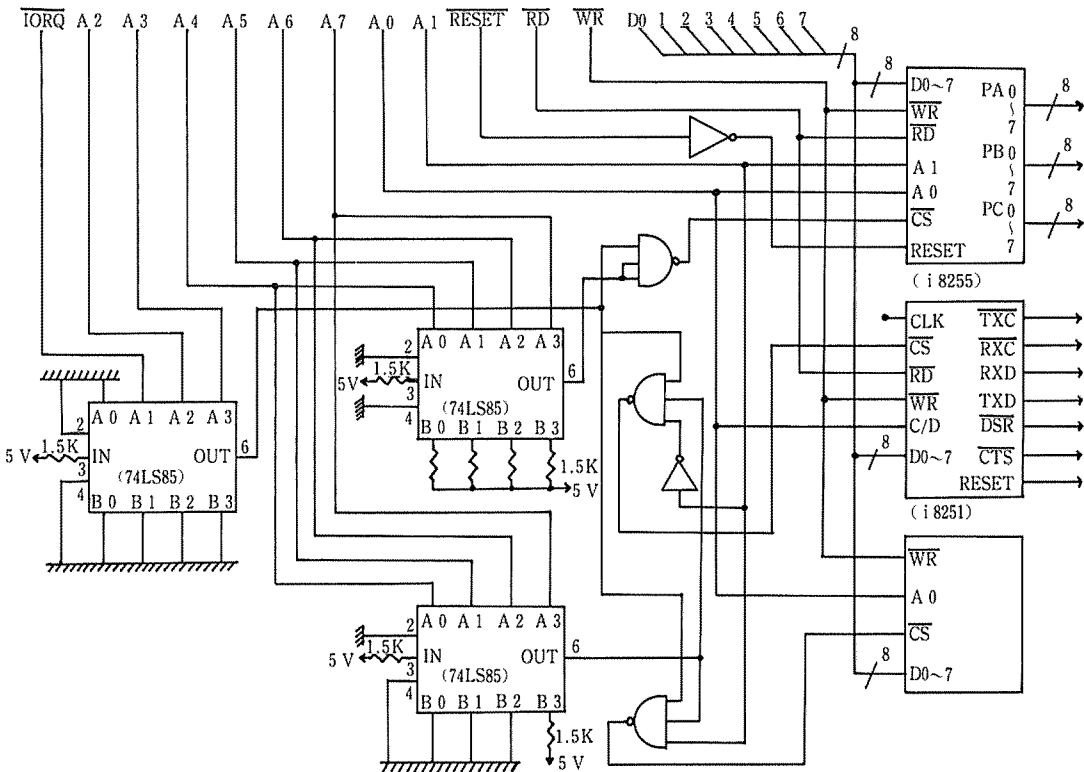 IORQ A2 A3 A4 A5 A6 A7 A0 A1 RESET RD WR D0 1 2 3 4 5 6 7
8
8
D0~7
WR
RD
A1
A0
CS
RESET
PA 0~7
8
PB 0~7
8
PC 0~7
8
(i8255)
CLK
CS
RD
WR
C/D
D0~7
8
TXC
RXC
RXD
TXD
DSR
CTS
RESET
(i8251)
WR
A0
CS
D0~7
8
A0 A1 A2 A3
2
5V 1.5K IN OUT 6
3
4
(74LS85)
B0 B1 B2 B3
1.5K
5V
A0 A1 A2 A3
2
5V 1.5K IN OUT 6
3
4
(74LS85)
B0 B1 B2 B3
A0 A1 A2 A3
2
5V 1.5K IN OUT 6
3
4
(74LS85)
B0 B1 B2 B3
1.5K
5V